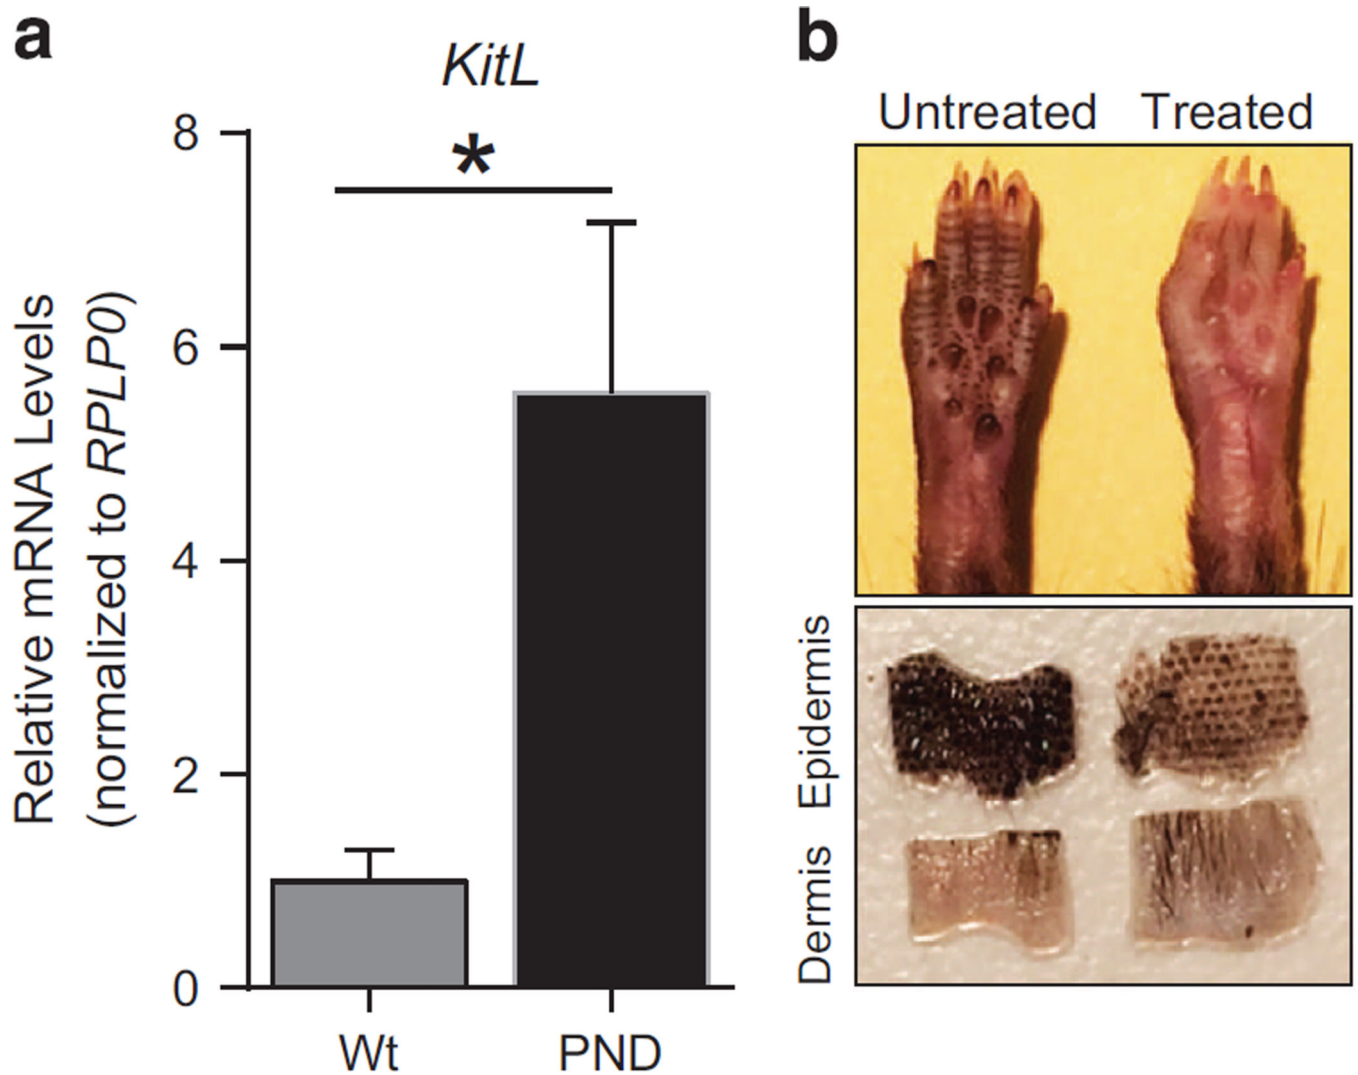 a
KitL
*
8
6
4
2
0
Relative mRNA Levels
(normalized to RPLP0)
Wt
PND
b
Untreated
Treated
Epidermis
Dermis